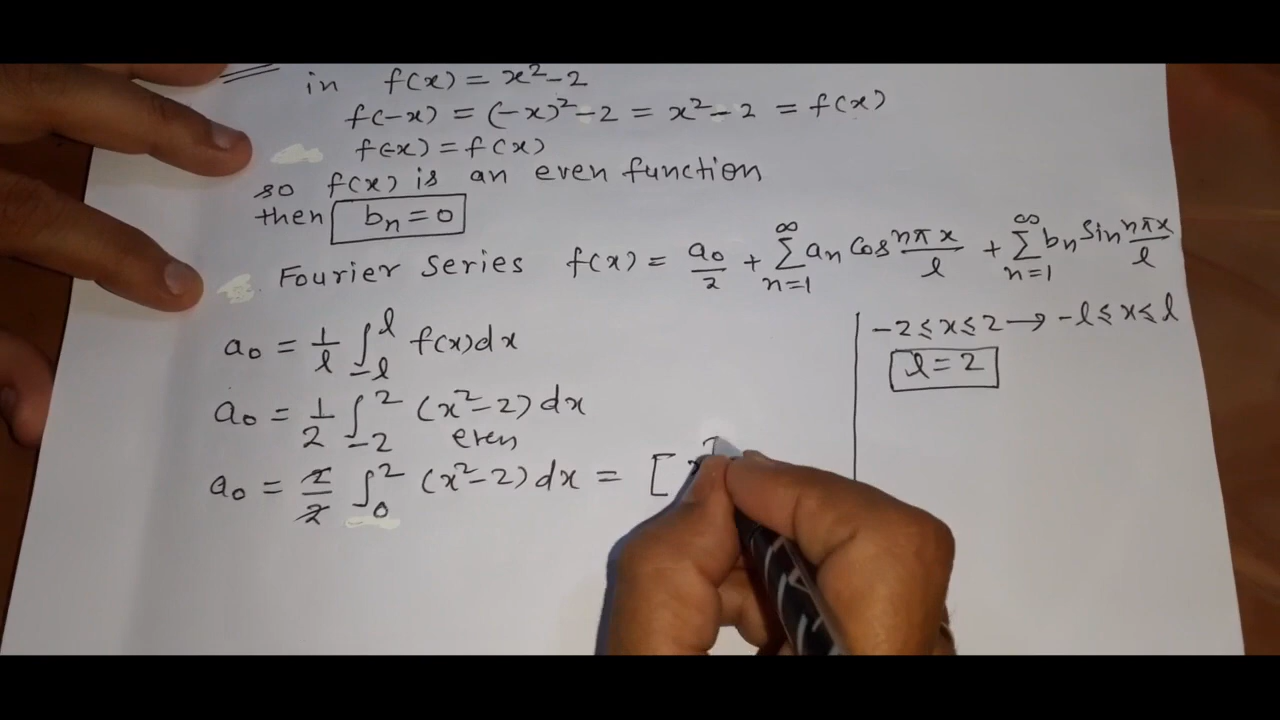 in f(x) = x²-2
f(-x) = (-x)²-2 = x²-2 = f(x)
f(-x) = f(x)
so f(x) is an even function
then bn = 0
Fourier Series f(x) = a0/2 + ∑_{n=1}^{∞} an Cos nπx/l + ∑_{n=1}^{∞} bn Sin nπx/l
a0 = 1/l ∫_{-l}^{l} f(x)dx
-2≤x≤2 → -l≤x≤l
l = 2
a0 = 1/2 ∫_{-2}^{2} (x²-2)dx
even
a0 = 2/2 ∫_{0}^{2} (x²-2)dx = [